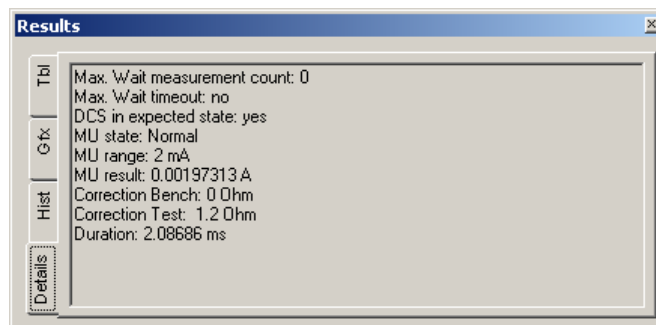 Results
Tbl
Gfx
Hist
Details
Max. Wait measurement count: 0
Max. Wait timeout: no
DCS in expected state: yes
MU state: Normal
MU range: 2 mA
MU result: 0.00197313 A
Correction Bench: 0 Ohm
Correction Test:  1.2 Ohm
Duration: 2.08686 ms